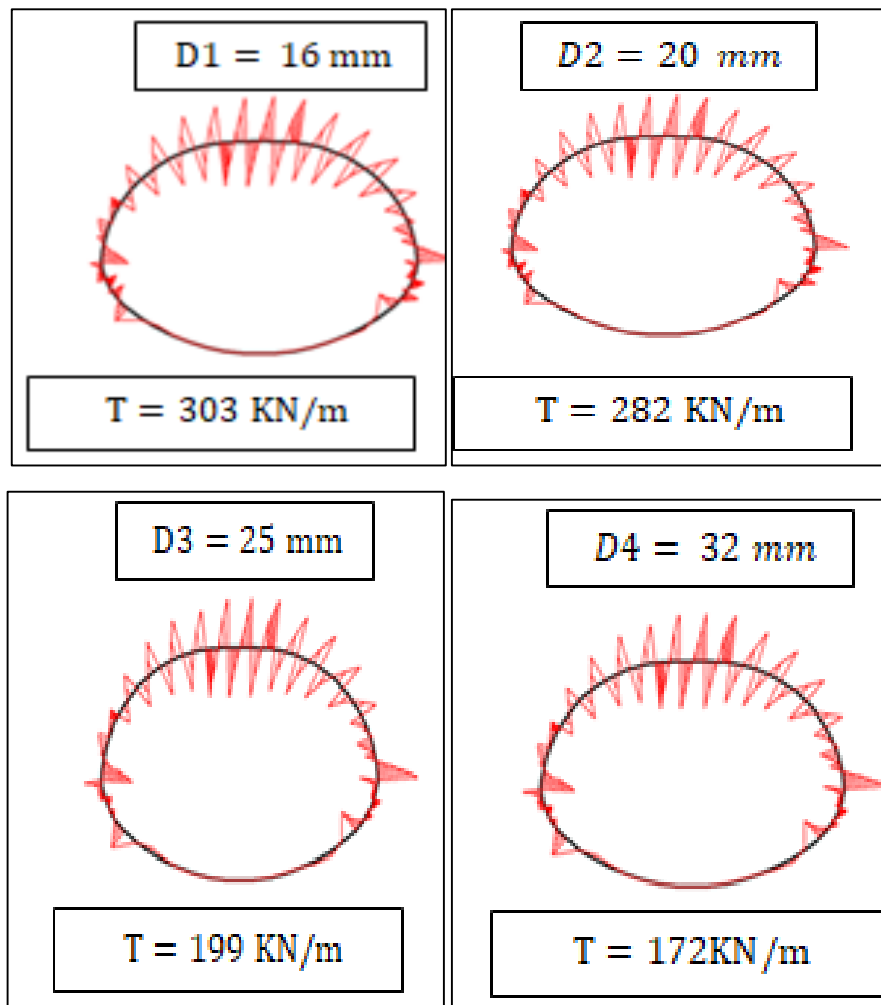 D1 = 16 mm
D2 = 20 mm
T = 303 KN/m
T = 282 KN/m
D3 = 25 mm
D4 = 32 mm
T = 199 KN/m
T = 172KN/m